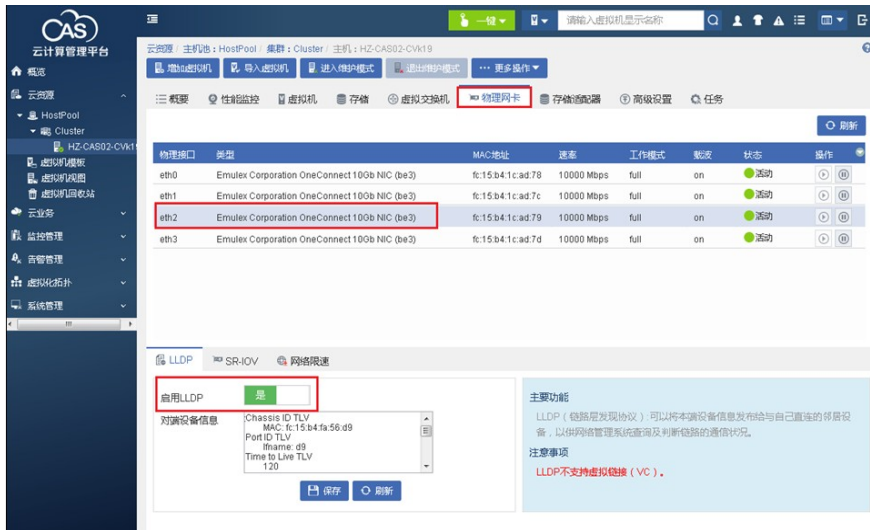 CAS
云计算管理平台
一键
请输入虚拟机显示名称
云资源 / 主机池：HostPool / 集群：Cluster / 主机：HZ-CAS02-CVk19
增加虚拟机 导入虚拟机 进入维护模式 退出维护模式 ··· 更多操作
概览
云资源
HostPool
Cluster
HZ-CAS02-CVk1
虚拟机模板
虚拟机视图
虚拟机回收站
云业务
监控管理
告警管理
虚拟化拓扑
系统管理
概要 性能监控 虚拟机 存储 虚拟交换机 物理网卡 存储适配器 高级设置 任务
刷新
物理接口 类型 MAC地址 速率 工作模式 载波 状态 操作
eth0 Emulex Corporation OneConnect 10Gb NIC (be3) fc:15:b4:1c:ad:78 10000 Mbps full on 活动
eth1 Emulex Corporation OneConnect 10Gb NIC (be3) fc:15:b4:1c:ad:7c 10000 Mbps full on 活动
eth2 Emulex Corporation OneConnect 10Gb NIC (be3) fc:15:b4:1c:ad:79 10000 Mbps full on 活动
eth3 Emulex Corporation OneConnect 10Gb NIC (be3) fc:15:b4:1c:ad:7d 10000 Mbps full on 活动
LLDP SR-IOV 网络限速
启用LLDP 是
对端设备信息
Chassis ID TLV
MAC: fc:15:b4:fa:56:d9
Port ID TLV
Ifname: d9
Time to Live TLV
120
保存 刷新
主要功能
LLDP（链路层发现协议）:可以将本端设备信息发布给与自己直连的邻居设
备，以供网络管理系统查询及判断链路的通信状况。
注意事项
LLDP不支持虚拟链接（VC）。